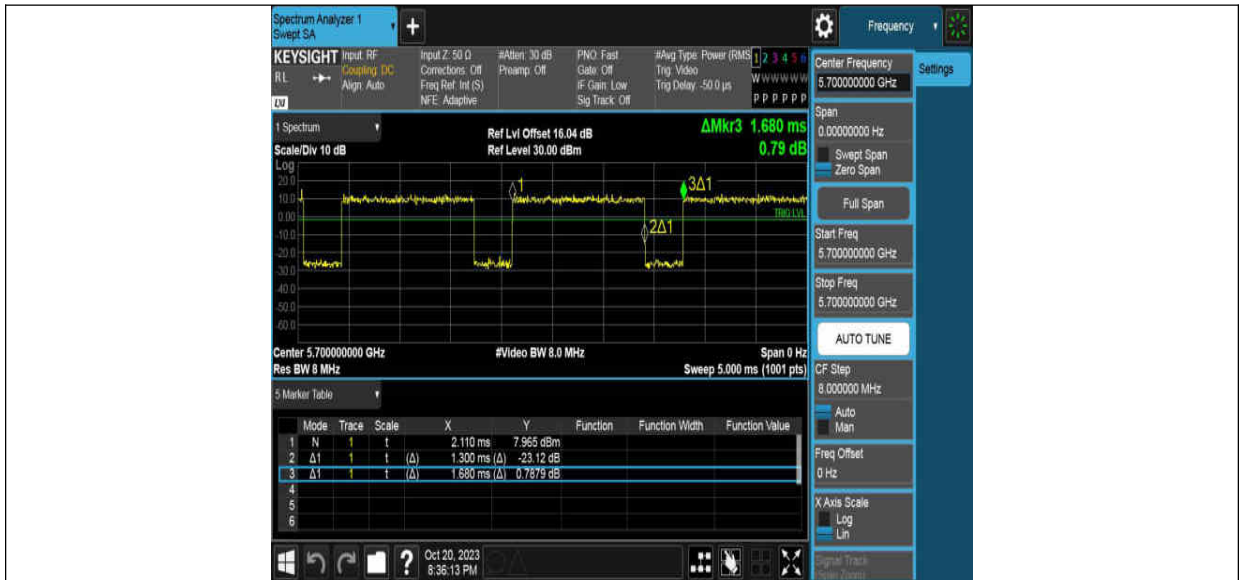 Spectrum Analyzer 1
Swept SA
+
Frequency
KEYSIGHT
RL
LXI
Input: RF
Coupling: DC
Align: Auto
Input Z: 50 Ω
Corrections: Off
Freq Ref: Int (S)
NFE: Adaptive
#Atten: 30 dB
Preamp: Off
PNO: Fast
Gate: Off
IF Gain: Low
Sig Track: Off
#Avg Type: Power (RMS
Trig: Video
Trig Delay: -50.0 µs
1 2 3 4 5 6
W W W W W W
P P P P P P
1 Spectrum
Scale/Div 10 dB
Ref Lvl Offset 16.04 dB
Ref Level 30.00 dBm
ΔMkr3 1.680 ms
0.79 dB
Log
20.0
10.0
0.00
-10.0
-20.0
-30.0
-40.0
-50.0
-60.0
1
2Δ1
3Δ1
TRIG LVL
Center 5.700000000 GHz
Res BW 8 MHz
#Video BW 8.0 MHz
Span 0 Hz
Sweep 5.000 ms (1001 pts)
5 Marker Table
Mode Trace Scale X Y Function Function Width Function Value
1 N 1 t 2.110 ms 7.965 dBm
2 Δ1 1 t (Δ) 1.300 ms (Δ) -23.12 dB
3 Δ1 1 t (Δ) 1.680 ms (Δ) 0.7879 dB
4
5
6
?
Oct 20, 2023
8:36:13 PM
Center Frequency
5.700000000 GHz
Settings
Span
0.00000000 Hz
Swept Span
Zero Span
Full Span
Start Freq
5.700000000 GHz
Stop Freq
5.700000000 GHz
AUTO TUNE
CF Step
8.000000 MHz
Auto
Man
Freq Offset
0 Hz
X Axis Scale
Log
Lin
Signal Track
(Span Zoom)